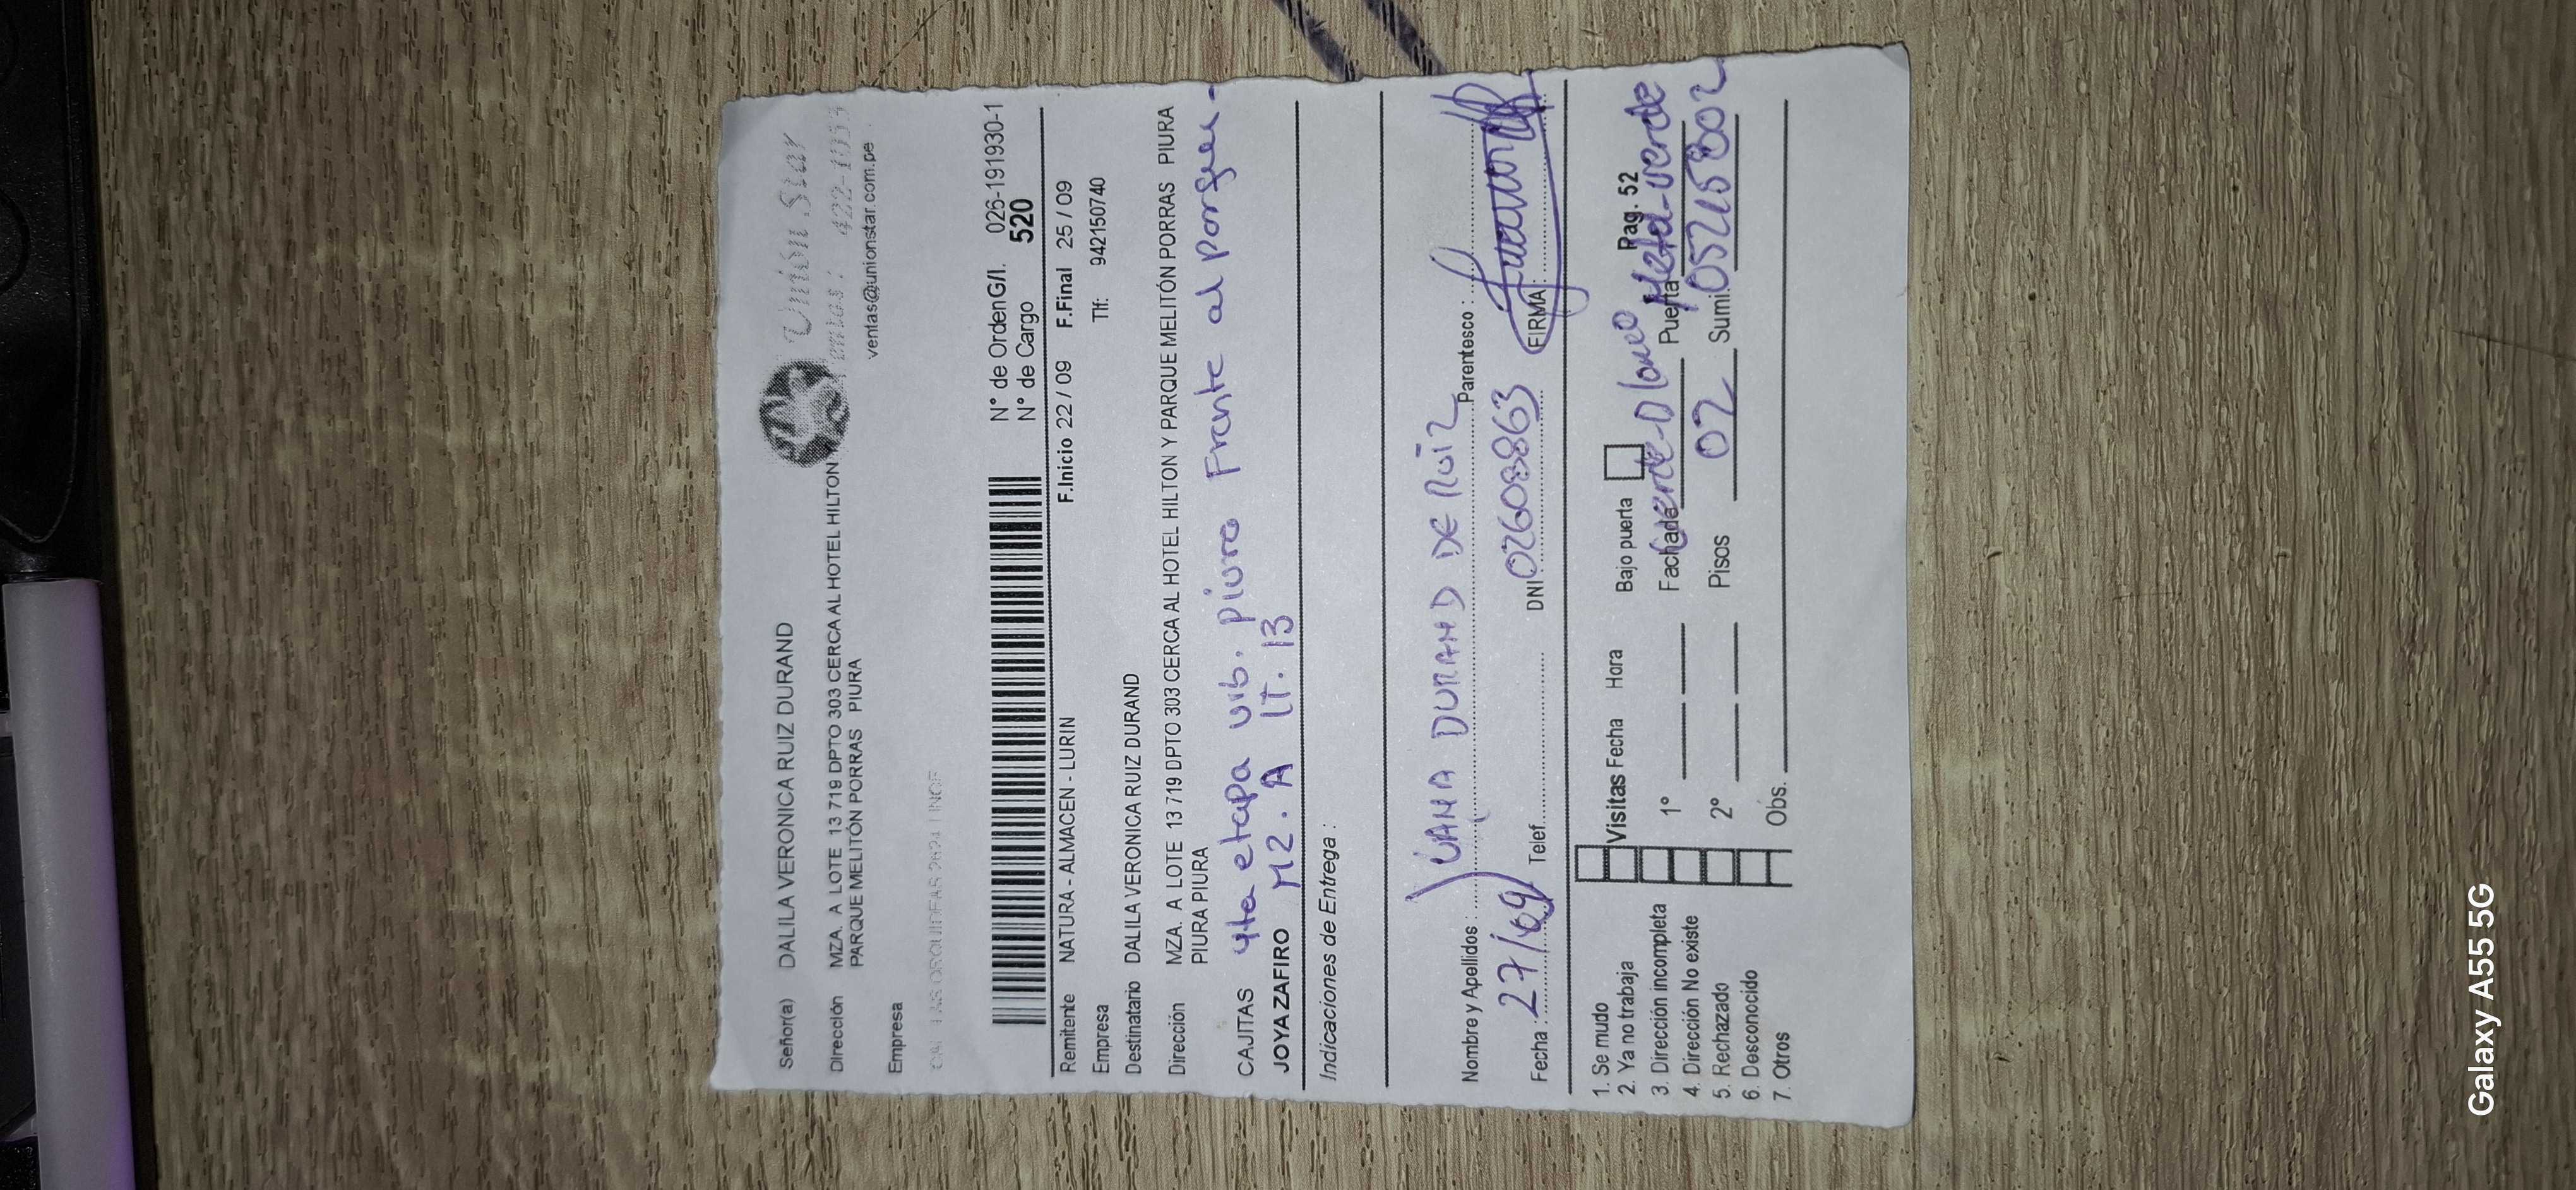 Señor(a) DALILA VERONICA RUIZ DURAND
Unión Star
Dirección MZA. A LOTE 13 719 DPTO 303 CERCA AL HOTEL HILTON
PARQUE MELITÓN PORRAS PIURA
ventas@unionstar.com.pe
Empresa
N° de OrdenG/I. 026-191930-1
N° de Cargo 520
F.Inicio 22 / 09 F.Final 25 / 09
Remitente NATURA - ALMACEN - LURIN
Empresa Tlf: 942150740
Destinatario DALILA VERONICA RUIZ DURAND
Dirección MZA. A LOTE 13 719 DPTO 303 CERCA AL HOTEL HILTON Y PARQUE MELITÓN PORRAS PIURA
PIURA PIURA
CAJITAS 4ta etapa urb. piura Frente al parque -
JOYA ZAFIRO MZ. A LT. 13
Indicaciones de Entrega :
Nombre y Apellidos : JUANA DURAND DE RUIZ Parentesco :
Fecha : 27/09 Telef. DNI 02608863 FIRMA :
1. Se mudo
2. Ya no trabaja
3. Dirección incompleta
4. Dirección No existe
5. Rechazado
6. Desconocido
7. Otros
Visitas Fecha Hora Bajo puerta Pag. 52
1° Fachada verde Puerta Metal-verde
2° Pisos 02 Sumi.
Obs.
Galaxy A55 5G